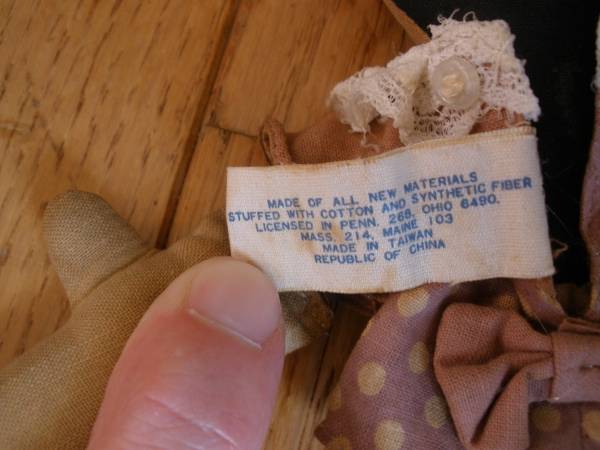 MADE OF ALL NEW MATERIALS
STUFFED WITH COTTON AND SYNTHETIC FIBER
LICENSED IN PENN. 268, OHIO 6490,
MASS. 214, MAINE 103
MADE IN TAIWAN
REPUBLIC OF CHINA